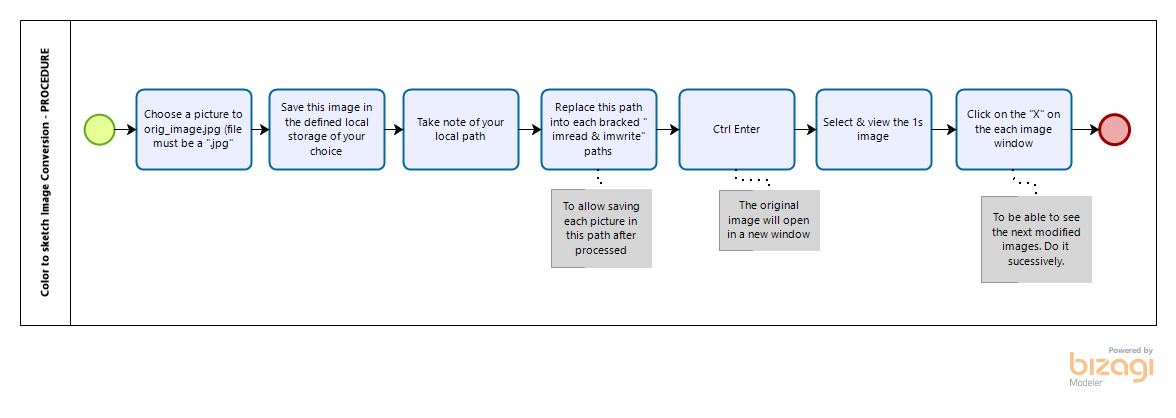 Color to sketch Image Conversion - PROCEDURE
Choose a picture to
orig_image,jpg (file
must be a ".jpg"
Save this image in
the defined local
storage of your
choice
Take note of your
local path
Replace this path
into each bracked "
imread & imwrite"
paths
Ctrl Enter
Select & view the 1s
image
Click on the "X" on
the each image
window
To allow saving
each picture in
this path after
processed
The original
image will open
in a new window
To be able to see
the next modified
images. Do it
sucessively.
Powered by
bizagi
Modeler